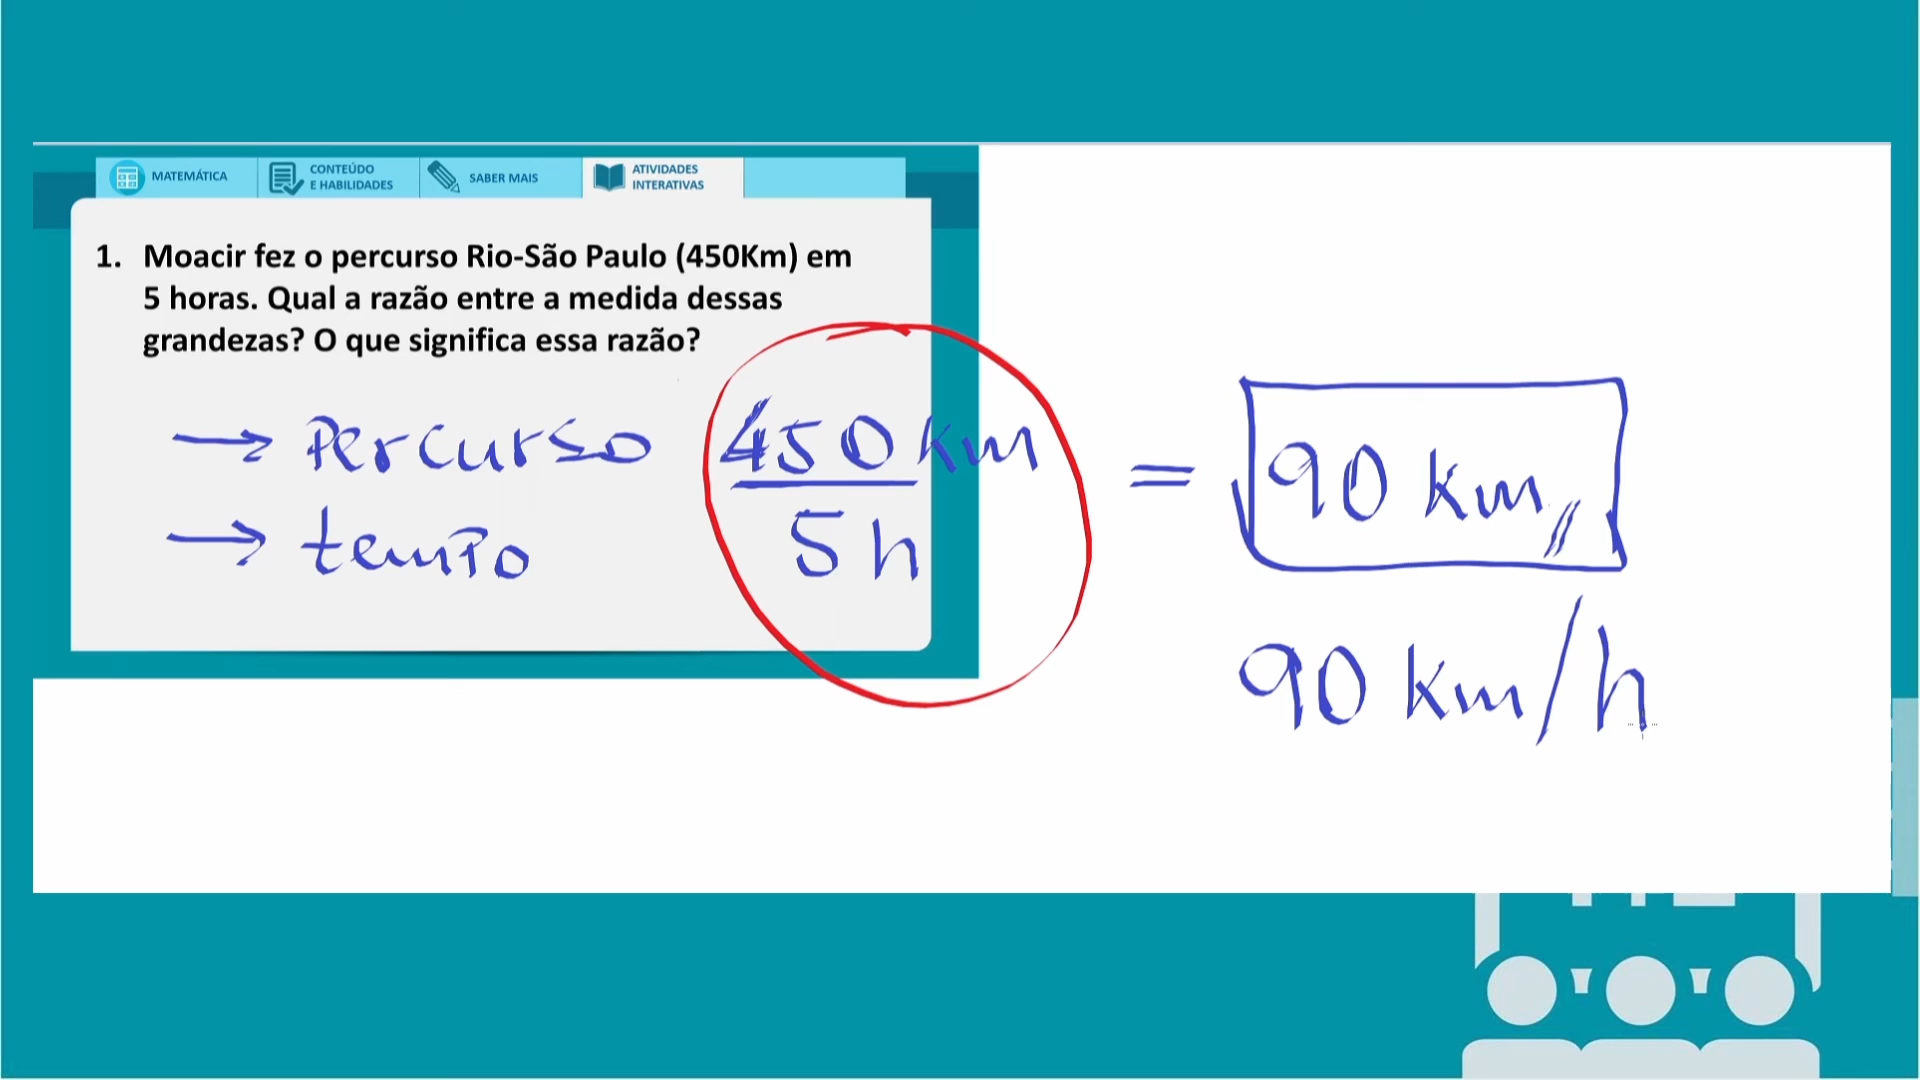 MATEMÁTICA
CONTEÚDO
E HABILIDADES
SABER MAIS
ATIVIDADES
INTERATIVAS
1. Moacir fez o percurso Rio-São Paulo (450Km) em
5 horas. Qual a razão entre a medida dessas
grandezas? O que significa essa razão?
→ Percurso 450 km
→ tempo 5 h
= 90 km
90 km/h